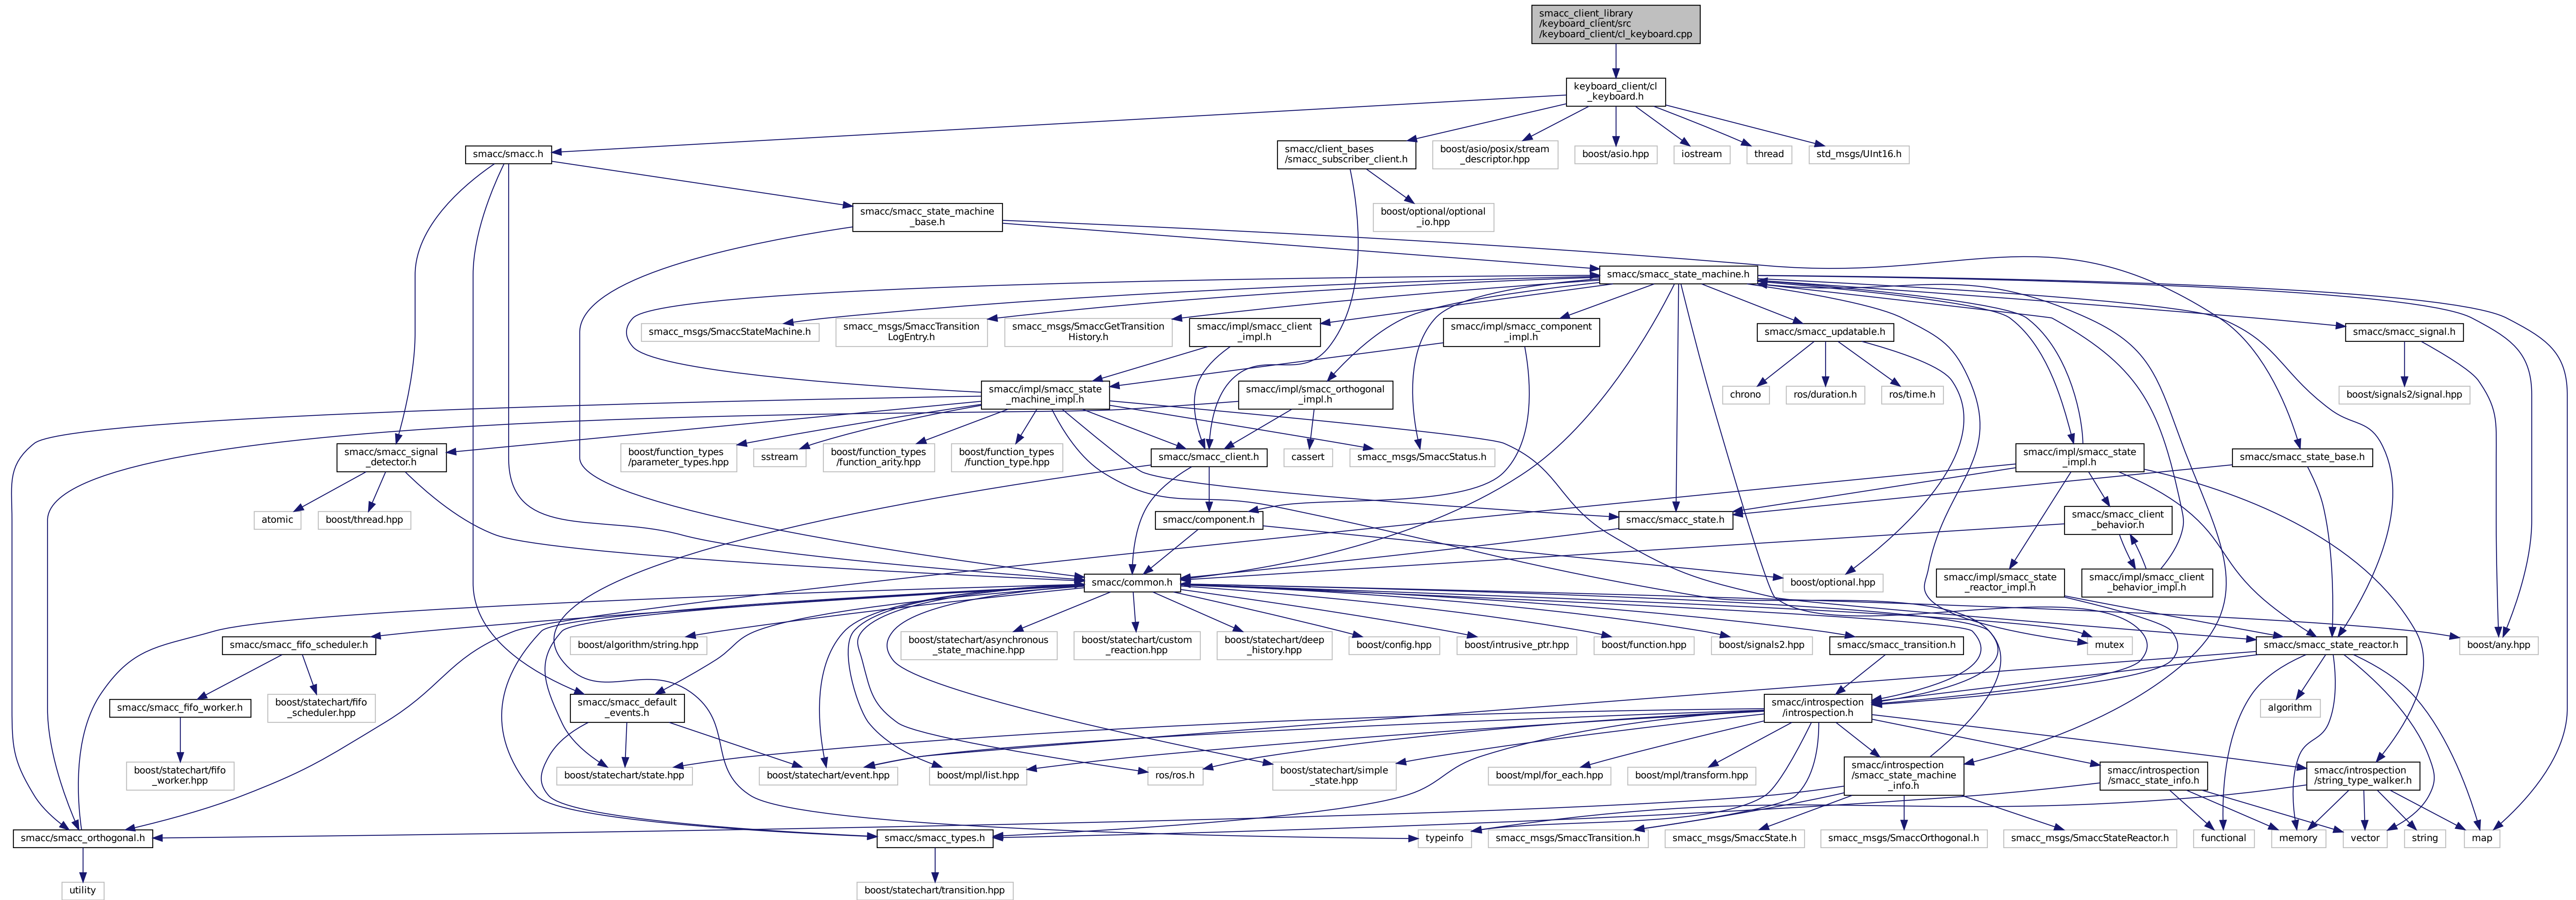 smacc_client_library
/keyboard_client/src
/keyboard_client/cl_keyboard.cpp
keyboard_client/cl
_keyboard.h
smacc/smacc.h
smacc/client_bases
/smacc_subscriber_client.h
boost/asio/posix/stream
_descriptor.hpp
boost/asio.hpp
iostream
thread
std_msgs/UInt16.h
smacc/smacc_state_machine
_base.h
boost/optional/optional
_io.hpp
smacc/smacc_state_machine.h
smacc_msgs/SmaccStateMachine.h
smacc_msgs/SmaccTransition
LogEntry.h
smacc_msgs/SmaccGetTransition
History.h
smacc/impl/smacc_client
_impl.h
smacc/impl/smacc_component
_impl.h
smacc/smacc_updatable.h
smacc/smacc_signal.h
smacc/impl/smacc_state
_machine_impl.h
smacc/impl/smacc_orthogonal
_impl.h
chrono
ros/duration.h
ros/time.h
boost/signals2/signal.hpp
smacc/smacc_signal
_detector.h
boost/function_types
/parameter_types.hpp
sstream
boost/function_types
/function_arity.hpp
boost/function_types
/function_type.hpp
smacc/smacc_client.h
cassert
smacc_msgs/SmaccStatus.h
smacc/impl/smacc_state
_impl.h
smacc/smacc_state_base.h
atomic
boost/thread.hpp
smacc/component.h
smacc/smacc_state.h
smacc/smacc_client
_behavior.h
smacc/common.h
boost/optional.hpp
smacc/impl/smacc_state
_reactor_impl.h
smacc/impl/smacc_client
_behavior_impl.h
smacc/smacc_fifo_scheduler.h
boost/algorithm/string.hpp
boost/statechart/asynchronous
_state_machine.hpp
boost/statechart/custom
_reaction.hpp
boost/statechart/deep
_history.hpp
boost/config.hpp
boost/intrusive_ptr.hpp
boost/function.hpp
boost/signals2.hpp
smacc/smacc_transition.h
mutex
smacc/smacc_state_reactor.h
boost/any.hpp
smacc/smacc_fifo_worker.h
boost/statechart/fifo
_scheduler.hpp
smacc/smacc_default
_events.h
smacc/introspection
/introspection.h
algorithm
boost/statechart/fifo
_worker.hpp
boost/statechart/state.hpp
boost/statechart/event.hpp
boost/mpl/list.hpp
ros/ros.h
boost/statechart/simple
_state.hpp
boost/mpl/for_each.hpp
boost/mpl/transform.hpp
smacc/introspection
/smacc_state_machine
_info.h
smacc/introspection
/smacc_state_info.h
smacc/introspection
/string_type_walker.h
smacc/smacc_orthogonal.h
smacc/smacc_types.h
typeinfo
smacc_msgs/SmaccTransition.h
smacc_msgs/SmaccState.h
smacc_msgs/SmaccOrthogonal.h
smacc_msgs/SmaccStateReactor.h
functional
memory
vector
string
map
utility
boost/statechart/transition.hpp